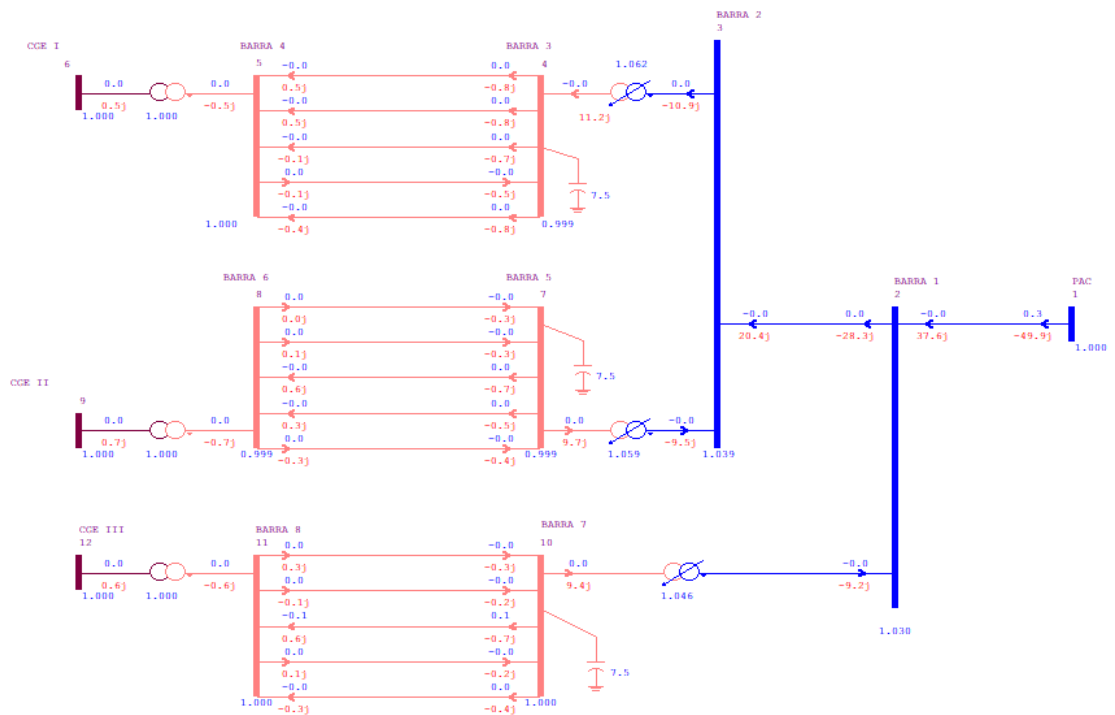 BARRA 2
3
CGE I
6
BARRA 4
5
BARRA 3
4
1.062
0.0
0.5j
0.0
-0.5j
1.000
1.000
-0.0
0.5j
0.0
-0.8j
-0.0
0.5j
0.0
-0.8j
-0.0
-0.1j
0.0
-0.7j
0.0
-0.1j
-0.0
-0.5j
-0.0
-0.4j
0.0
-0.8j
1.000
0.999
7.5
-0.0
11.2j
-0.0
-10.9j
BARRA 6
8
BARRA 5
7
BARRA 1
2
PAC
1
0.0
0.0j
-0.0
-0.3j
0.0
0.1j
-0.0
-0.3j
-0.0
0.6j
0.0
-0.7j
-0.0
0.3j
0.0
-0.5j
0.0
-0.3j
-0.0
-0.4j
7.5
-0.0
20.4j
0.0
-28.3j
-0.0
37.6j
0.3
-49.9j
1.000
CGE II
9
0.0
0.7j
0.0
-0.7j
1.000
1.000
0.999
0.999
0.0
9.7j
-0.0
-9.5j
1.059
1.039
CGE III
12
BARRA 8
11
BARRA 7
10
0.0
0.6j
0.0
-0.6j
1.000
1.000
0.0
0.3j
-0.0
-0.3j
0.0
-0.1j
-0.0
-0.2j
-0.1
0.6j
0.1
-0.7j
0.0
0.1j
-0.0
-0.2j
-0.0
-0.3j
0.0
-0.4j
1.000
1.000
7.5
0.0
9.4j
-0.0
-9.2j
1.046
1.030